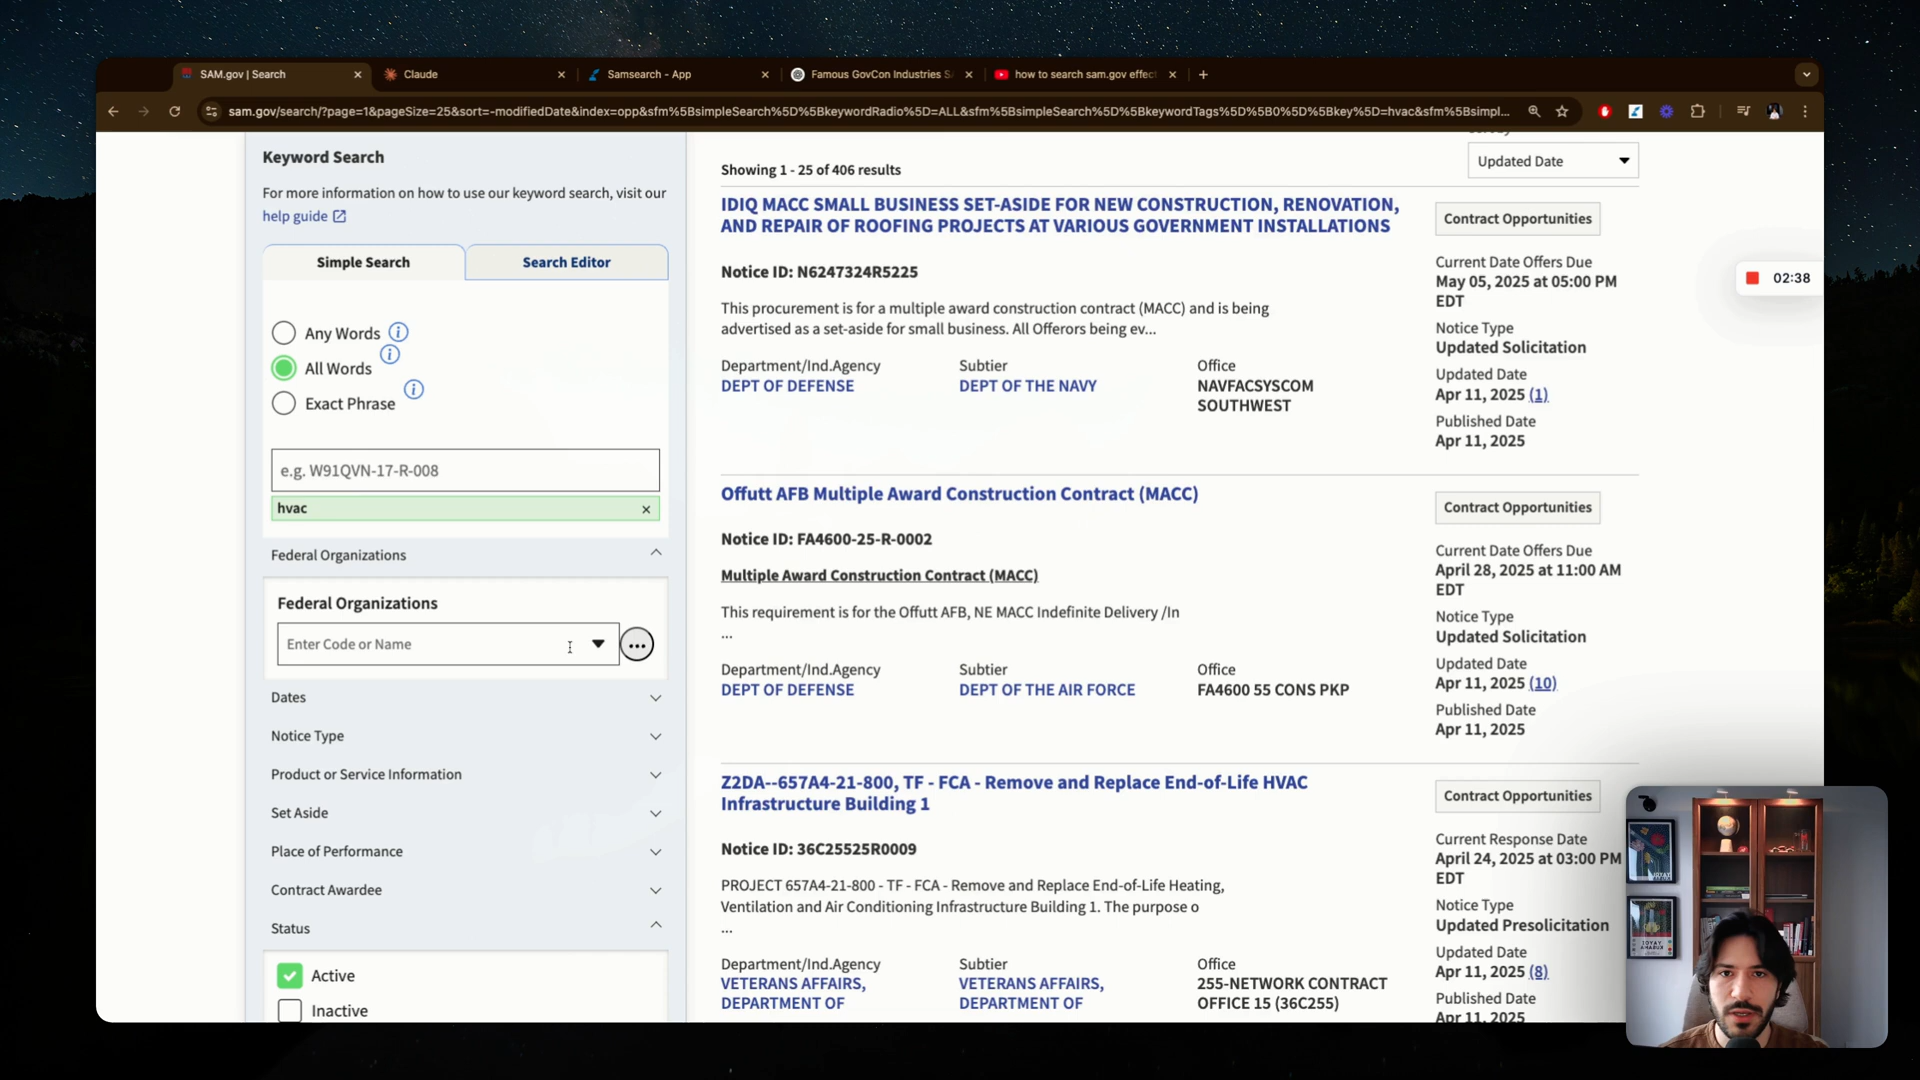 SAM.gov | Search
Claude
Samsearch - App
Famous GovCon Industries S
how to search sam.gov effec
sam.gov/search/?page=1&pageSize=25&sort=-modifiedDate&index=opp&sfm%5BsimpleSearch%5D%5BkeywordRadio%5D=ALL&sfm%5BsimpleSearch%5D%5BkeywordTags%5D%5B0%5D%5Bkey%5D=hvac&sfm%5Bsimpl...
Keyword Search
For more information on how to use our keyword search, visit our
help guide
Simple Search
Search Editor
Any Words
All Words
Exact Phrase
e.g. W91QVN-17-R-008
hvac
Federal Organizations
Federal Organizations
Enter Code or Name
Dates
Notice Type
Product or Service Information
Set Aside
Place of Performance
Contract Awardee
Status
Active
Inactive
Showing 1 - 25 of 406 results
Updated Date
IDIQ MACC SMALL BUSINESS SET-ASIDE FOR NEW CONSTRUCTION, RENOVATION,
AND REPAIR OF ROOFING PROJECTS AT VARIOUS GOVERNMENT INSTALLATIONS
Notice ID: N6247324R5225
This procurement is for a multiple award construction contract (MACC) and is being
advertised as a set-aside for small business. All Offerors being ev...
Department/Ind.Agency
DEPT OF DEFENSE
Subtier
DEPT OF THE NAVY
Office
NAVFACSYSCOM
SOUTHWEST
Contract Opportunities
Current Date Offers Due
May 05, 2025 at 05:00 PM
EDT
Notice Type
Updated Solicitation
Updated Date
Apr 11, 2025 (1)
Published Date
Apr 11, 2025
Offutt AFB Multiple Award Construction Contract (MACC)
Notice ID: FA4600-25-R-0002
Multiple Award Construction Contract (MACC)
This requirement is for the Offutt AFB, NE MACC Indefinite Delivery /In
...
Department/Ind.Agency
DEPT OF DEFENSE
Subtier
DEPT OF THE AIR FORCE
Office
FA4600 55 CONS PKP
Contract Opportunities
Current Date Offers Due
April 28, 2025 at 11:00 AM
EDT
Notice Type
Updated Solicitation
Updated Date
Apr 11, 2025 (10)
Published Date
Apr 11, 2025
Z2DA--657A4-21-800, TF - FCA - Remove and Replace End-of-Life HVAC
Infrastructure Building 1
Notice ID: 36C25525R0009
PROJECT 657A4-21-800 - TF - FCA - Remove and Replace End-of-Life Heating,
Ventilation and Air Conditioning Infrastructure Building 1. The purpose o
...
Department/Ind.Agency
VETERANS AFFAIRS,
DEPARTMENT OF
Subtier
VETERANS AFFAIRS,
DEPARTMENT OF
Office
255-NETWORK CONTRACT
OFFICE 15 (36C255)
Contract Opportunities
Current Response Date
April 24, 2025 at 03:00 PM
EDT
Notice Type
Updated Presolicitation
Updated Date
Apr 11, 2025 (8)
Published Date
Apr 11, 2025
02:38